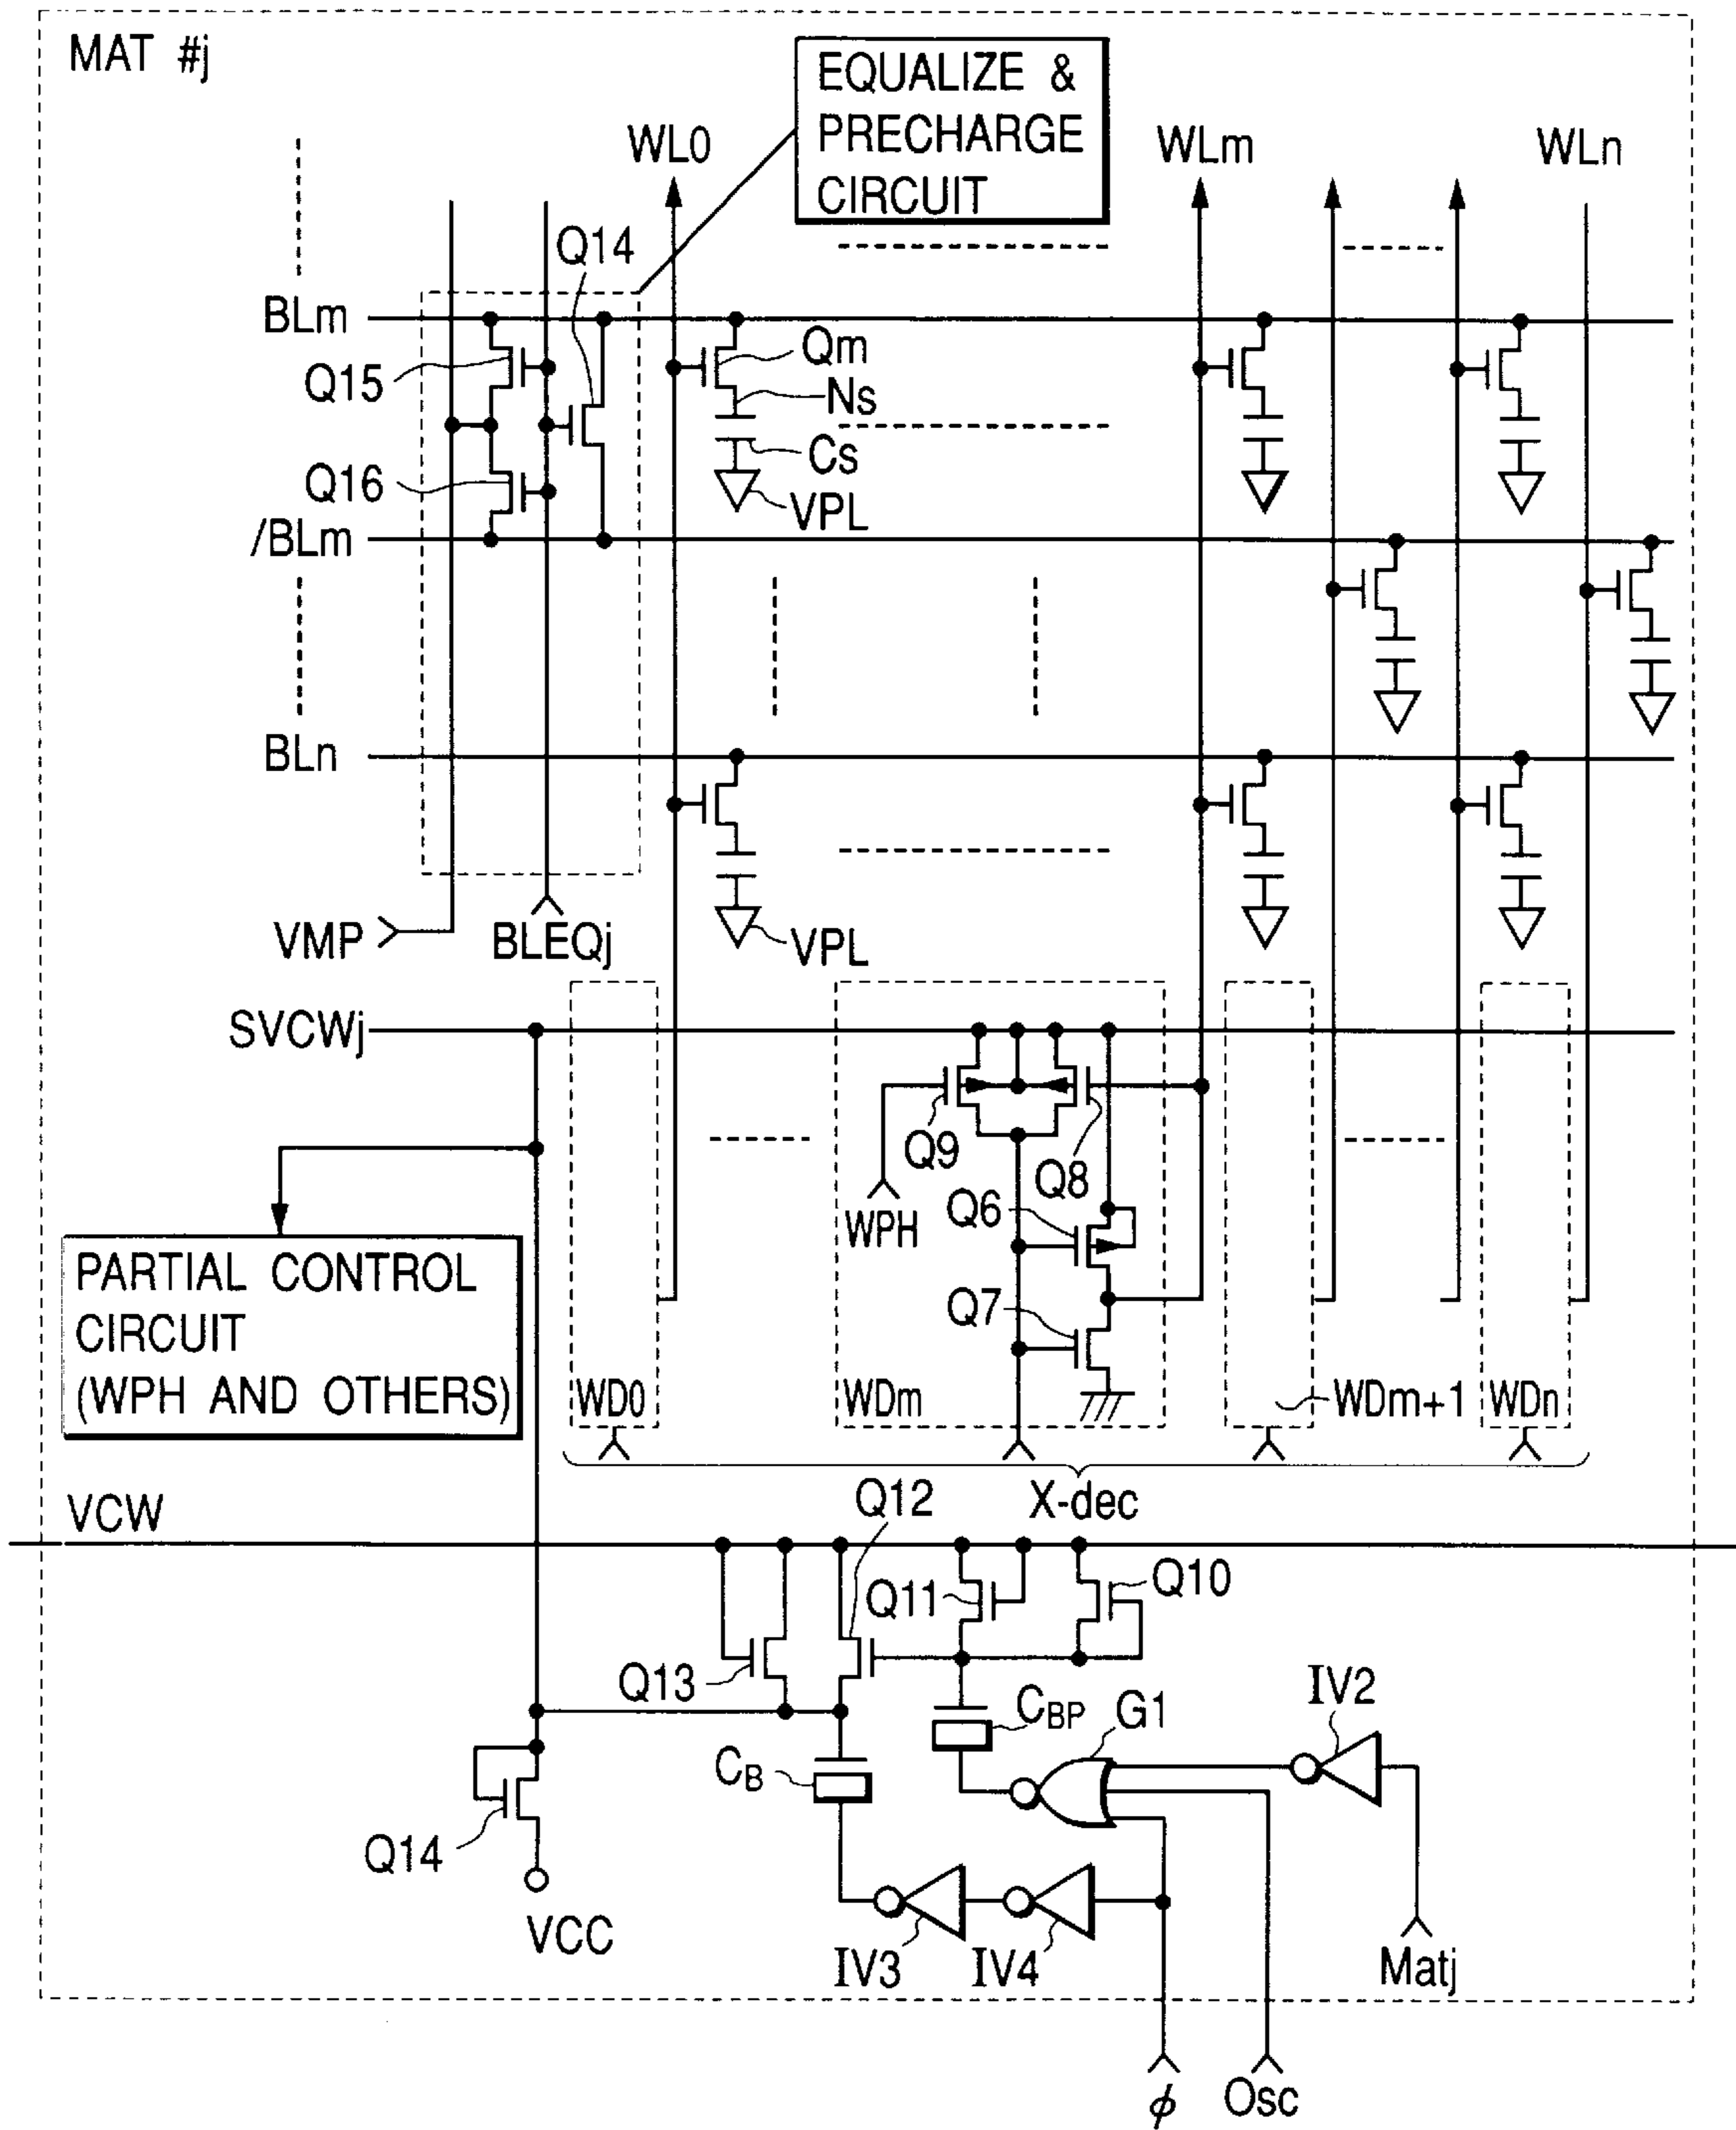 MAT #j
EQUALIZE &
PRECHARGE
CIRCUIT
WL0
WLm
WLn
Q14
BLm
Qm
Q15
Ns
Cs
Q16
VPL
/BLm
BLn
VMP
BLEQj
VPL
SVCWj
Q9
Q8
Q6
WPH
PARTIAL CONTROL
CIRCUIT
(WPH AND OTHERS)
Q7
WD0
WDm
WDm+1
WDn
X-dec
VCW
Q12
Q11
Q10
Q13
IV2
CBP
G1
CB
Q14
VCC
IV3
IV4
Matj
ϕ
Osc